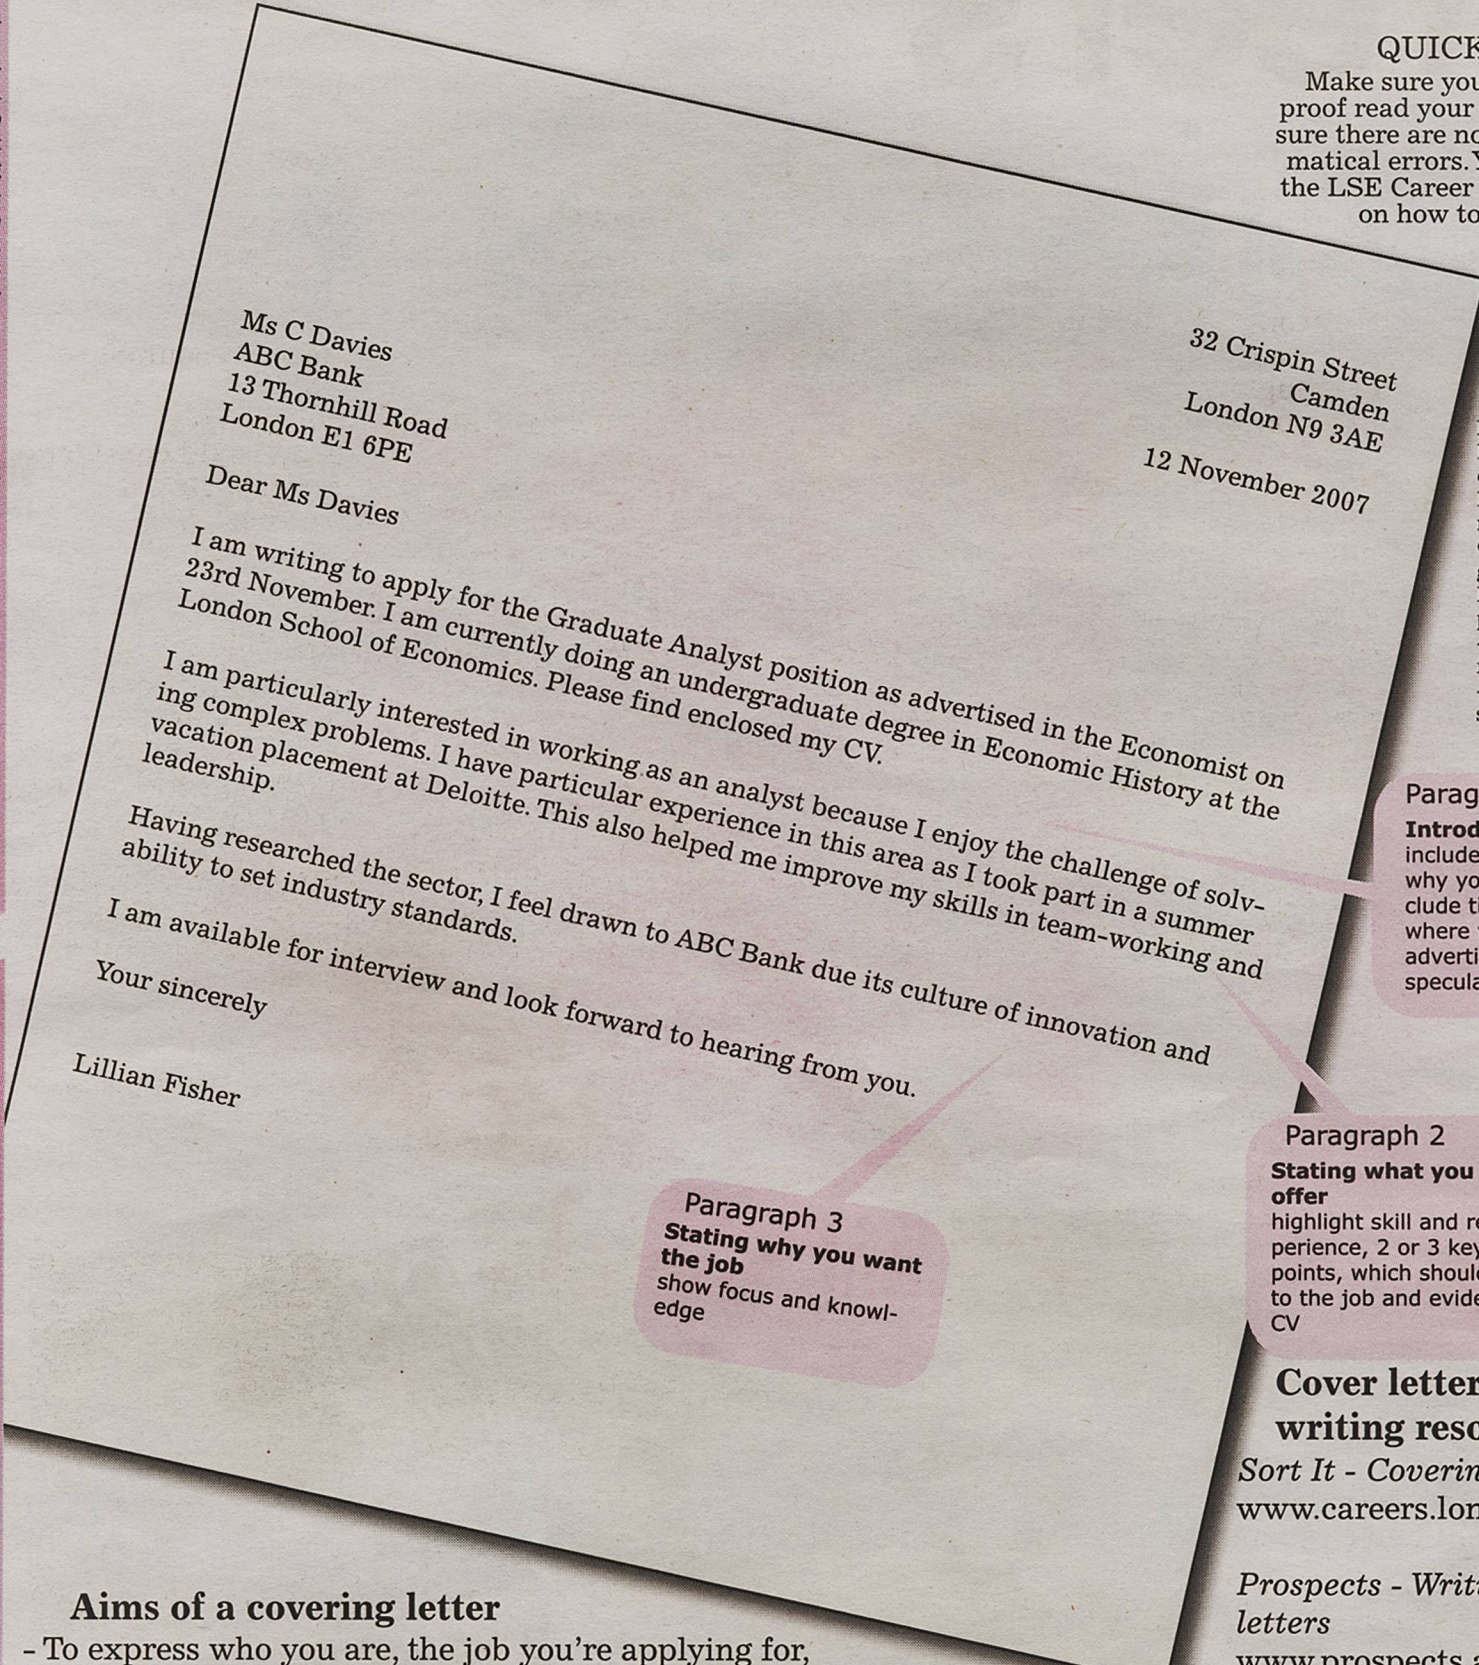 QUICK
Make sure you
proof read your
sure there are no
matical errors.
the LSE Career
on how to
Ms C Davies
ABC Bank
13 Thornhill Road
London E1 6PE
32 Crispin Street
Camden
London N9 3AE
12 November 2007
Dear Ms Davies
I am writing to apply for the Graduate Analyst position as advertised in the Economist on
23rd November. I am currently doing an undergraduate degree in Economic History at the
London School of Economics. Please find enclosed my CV.
I am particularly interested in working as an analyst because I enjoy the challenge of solv-
ing complex problems. I have particular experience in this area as I took part in a summer
vacation placement at Deloitte. This also helped me improve my skills in team-working and
leadership.
Having researched the sector, I feel drawn to ABC Bank due its culture of innovation and
ability to set industry standards.
I am available for interview and look forward to hearing from you.
Your sincerely
Lillian Fisher
Parag
Introd
include
why yo
clude t
where
adverti
specula
Paragraph 2
Stating what you
offer
highlight skill and re
perience, 2 or 3 key
points, which should
to the job and evide
CV
Paragraph 3
Stating why you want
the job
show focus and knowl-
edge
Cover letter
writing reso
Sort It - Coverin
www.careers.lon
Prospects - Writi
letters
www.prospects.a
Aims of a covering letter
- To express who you are, the job you're applying for,